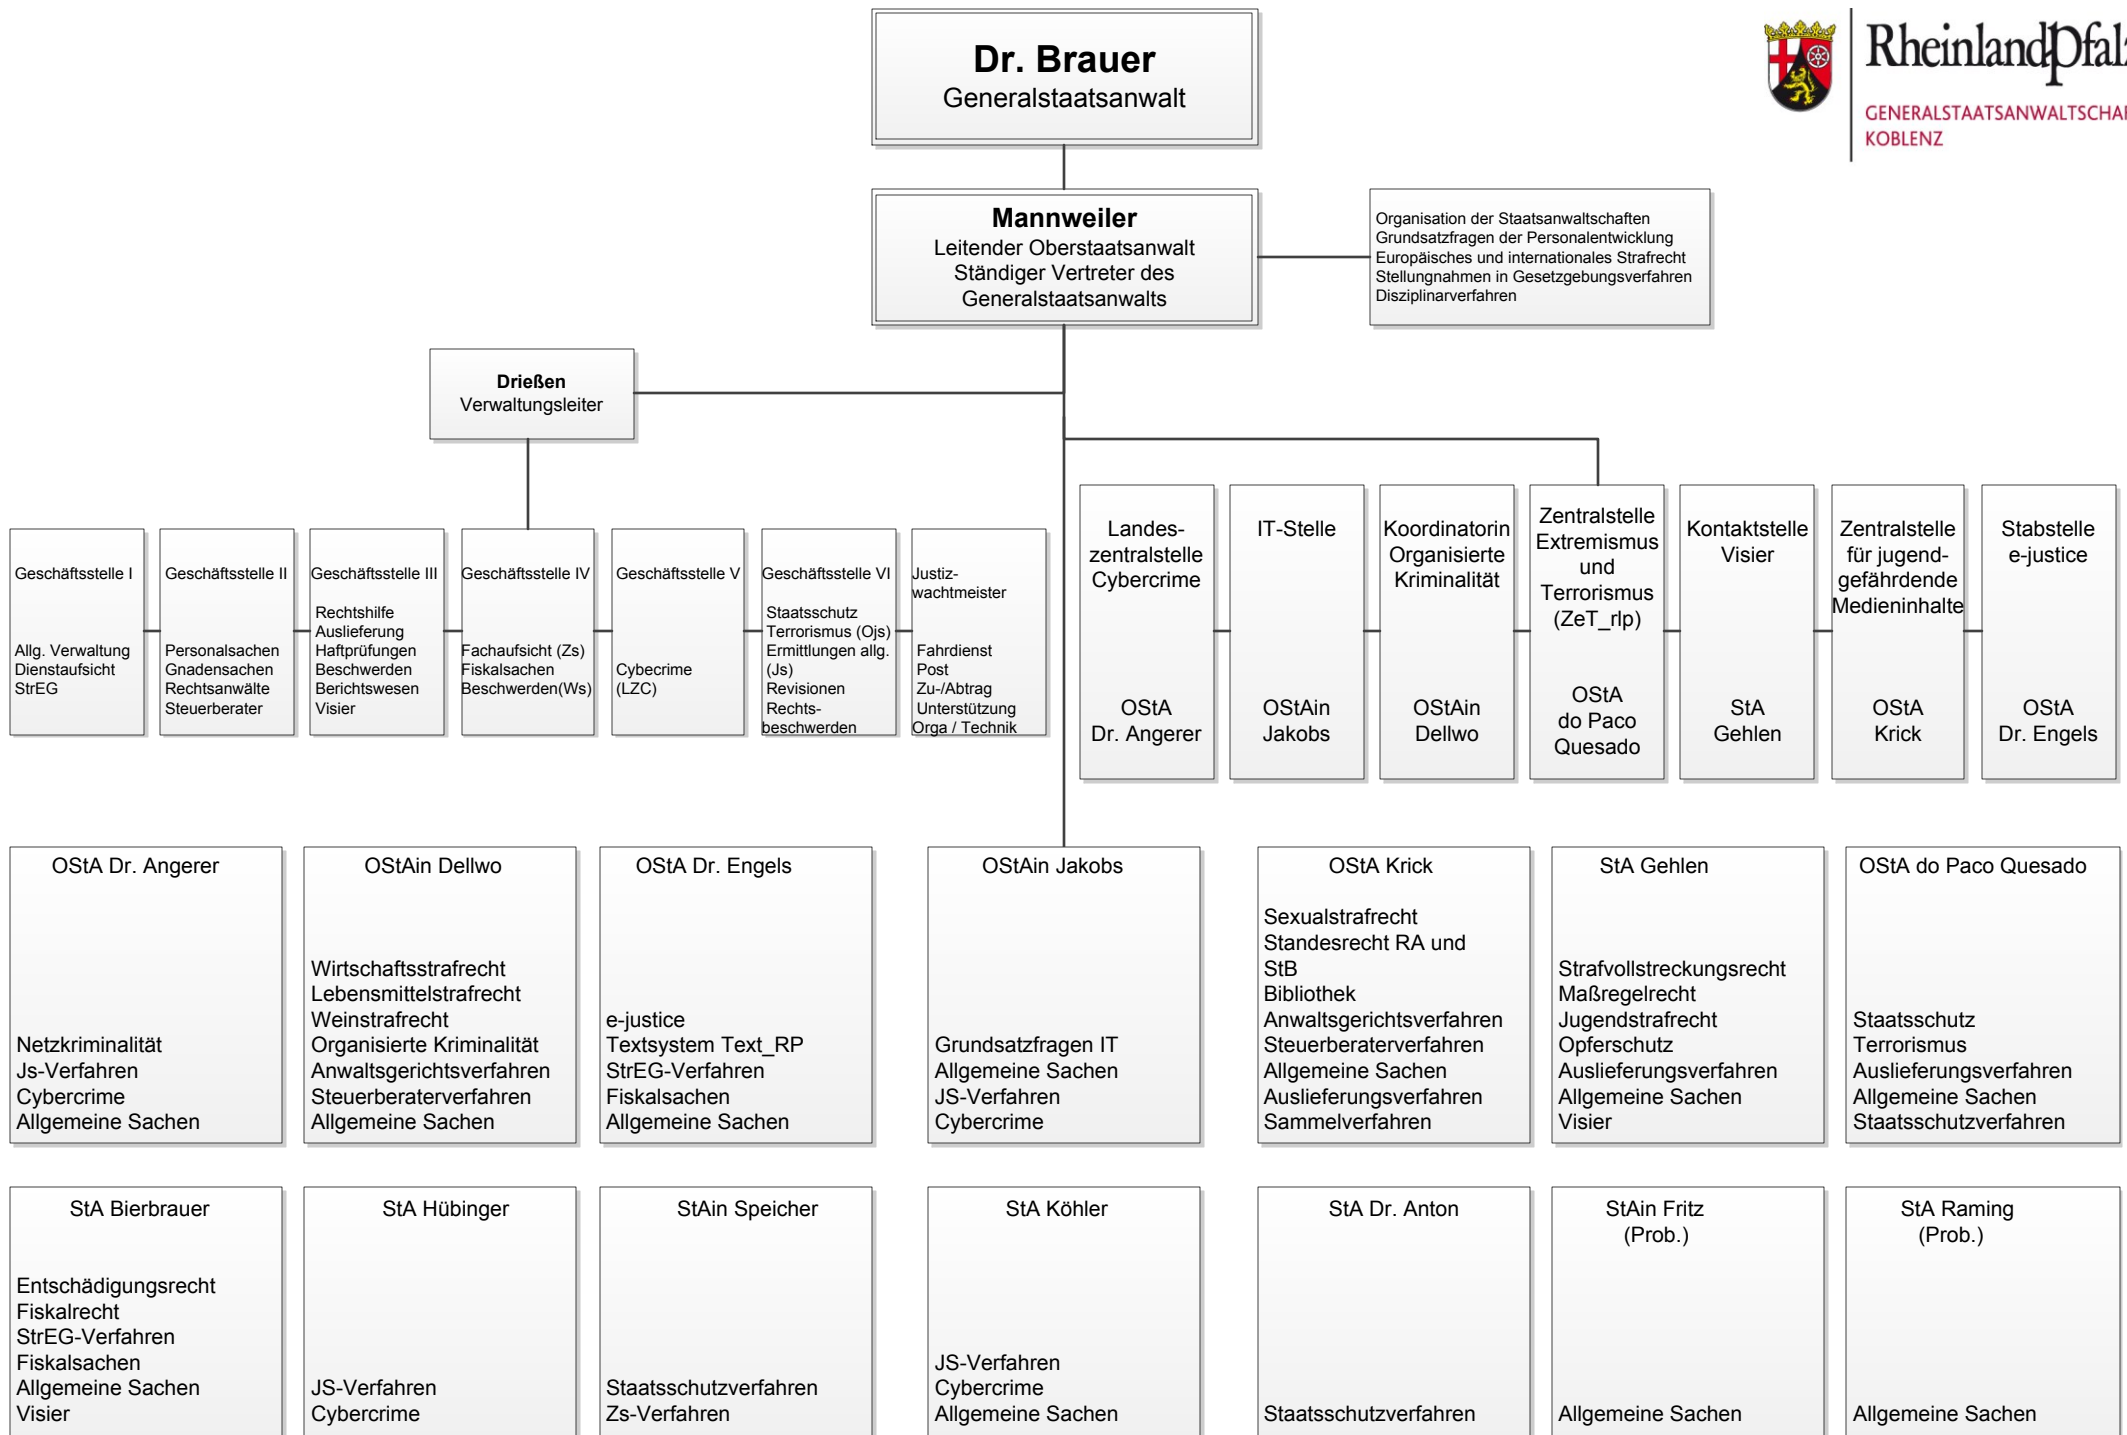 Dr. Brauer
Generalstaatsanwalt
RheinlandPfalz
GENERALSTAATSANWALTSCHAF
KOBLENZ
Mannweiler
Leitender Oberstaatsanwalt
Ständiger Vertreter des
Generalstaatsanwalts
Organisation der Staatsanwaltschaften
Grundsatzfragen der Personalentwicklung
Europäisches und internationales Strafrecht
Stellungnahmen in Gesetzgebungsverfahren
Disziplinarverfahren
Drießen
Verwaltungsleiter
Geschäftsstelle I
Allg. Verwaltung
Dienstaufsicht
StrEG
Geschäftsstelle II
Personalsachen
Gnadensachen
Rechtsanwälte
Steuerberater
Geschäftsstelle III
Rechtshilfe
Auslieferung
Haftprüfungen
Beschwerden
Berichtswesen
Visier
Geschäftsstelle IV
Fachaufsicht (Zs)
Fiskalsachen
Beschwerden(Ws)
Geschäftsstelle V
Cybecrime
(LZC)
Geschäftsstelle VI
Staatsschutz
Terrorismus (Ojs)
Ermittlungen allg.
(Js)
Revisionen
Rechts-
beschwerden
Justiz-
wachtmeister
Fahrdienst
Post
Zu-/Abtrag
Unterstützung
Orga / Technik
Landes-
zentralstelle
Cybercrime
OStA
Dr. Angerer
IT-Stelle
OStAin
Jakobs
Koordinatorin
Organisierte
Kriminalität
OStAin
Dellwo
Zentralstelle
Extremismus
und
Terrorismus
(ZeT_rlp)
OStA
do Paco
Quesado
Kontaktstelle
Visier
StA
Gehlen
Zentralstelle
für jugend-
gefährdende
Medieninhalte
OStA
Krick
Stabstelle
e-justice
OStA
Dr. Engels
OStA Dr. Angerer
Netzkriminalität
Js-Verfahren
Cybercrime
Allgemeine Sachen
OStAin Dellwo
Wirtschaftsstrafrecht
Lebensmittelstrafrecht
Weinstrafrecht
Organisierte Kriminalität
Anwaltsgerichtsverfahren
Steuerberaterverfahren
Allgemeine Sachen
OStA Dr. Engels
e-justice
Textsystem Text_RP
StrEG-Verfahren
Fiskalsachen
Allgemeine Sachen
OStAin Jakobs
Grundsatzfragen IT
Allgemeine Sachen
JS-Verfahren
Cybercrime
OStA Krick
Sexualstrafrecht
Standesrecht RA und
StB
Bibliothek
Anwaltsgerichtsverfahren
Steuerberaterverfahren
Allgemeine Sachen
Auslieferungsverfahren
Sammelverfahren
StA Gehlen
Strafvollstreckungsrecht
Maßregelrecht
Jugendstrafrecht
Opferschutz
Auslieferungsverfahren
Allgemeine Sachen
Visier
OStA do Paco Quesado
Staatsschutz
Terrorismus
Auslieferungsverfahren
Allgemeine Sachen
Staatsschutzverfahren
StA Bierbrauer
Entschädigungsrecht
Fiskalrecht
StrEG-Verfahren
Fiskalsachen
Allgemeine Sachen
Visier
StA Hübinger
JS-Verfahren
Cybercrime
StAin Speicher
Staatsschutzverfahren
Zs-Verfahren
StA Köhler
JS-Verfahren
Cybercrime
Allgemeine Sachen
StA Dr. Anton
Staatsschutzverfahren
StAin Fritz
(Prob.)
Allgemeine Sachen
StA Raming
(Prob.)
Allgemeine Sachen